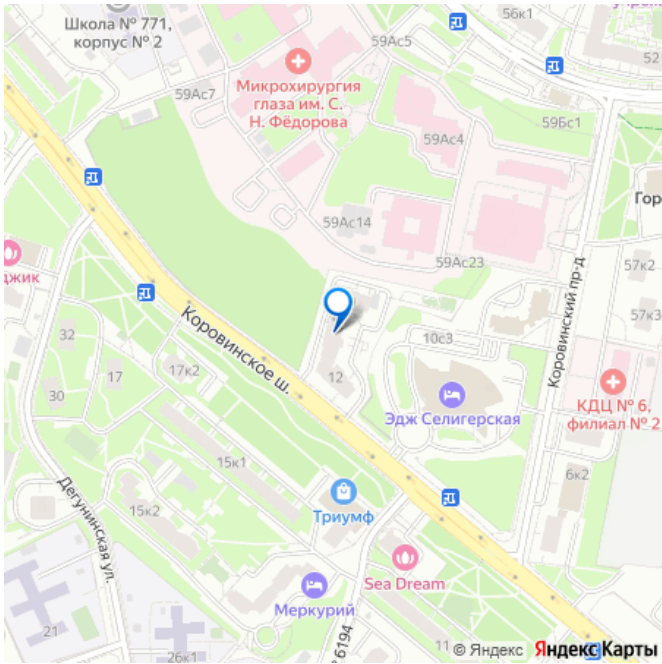 56к1
Школа № 771,
корпус № 2
59Ас5
52
Микрохирургия
глаза им. С.
Н. Фёдорова
59Ас7
59Бс1
59Ас4
Гор
59Ас14
59Ас23
57к2
джик
Коровинский пр-д
57к3
Коровинское ш.
10с3
32
17
17к2
12
30
Эдж Селигерская
КДЦ № 6,
филиал № 2
15к1
6к2
15к2
Триумф
Дегунинская ул.
Sea Dream
Меркурий
21
26к1
6194
11
© Яндекс Яндекс Карты